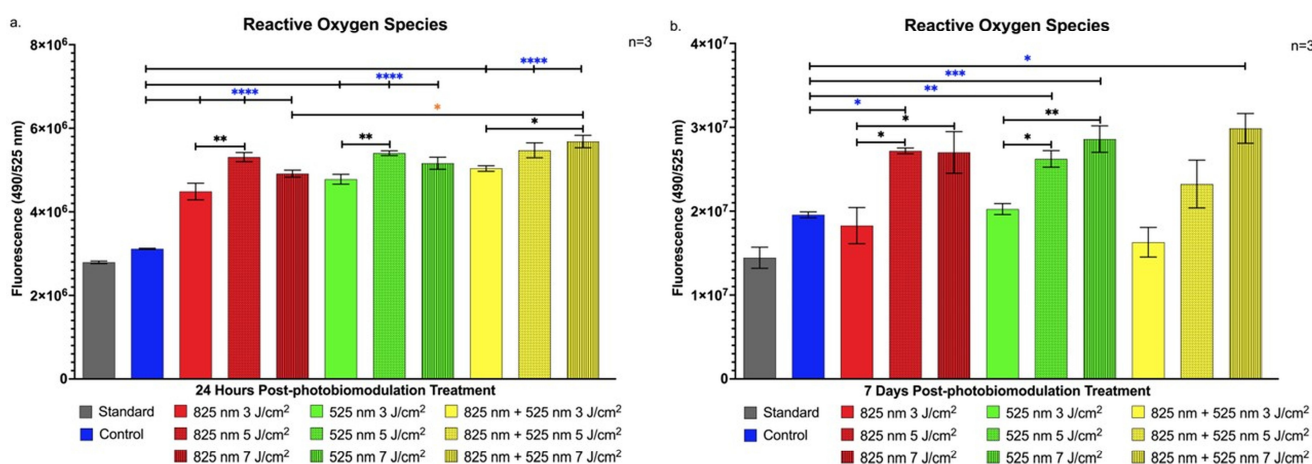 a.
Reactive Oxygen Species
n=3
8×10⁶
6×10⁶
4×10⁶
2×10⁶
0
Fluorescence (490/525 nm)
****
****
****
*
**
**
*
24 Hours Post-photobiomodulation Treatment
Standard
825 nm 3 J/cm²
525 nm 3 J/cm²
825 nm + 525 nm 3 J/cm²
Control
825 nm 5 J/cm²
525 nm 5 J/cm²
825 nm + 525 nm 5 J/cm²
825 nm 7 J/cm²
525 nm 7 J/cm²
825 nm + 525 nm 7 J/cm²
b.
Reactive Oxygen Species
n=3
4×10⁷
3×10⁷
2×10⁷
1×10⁷
0
Fluorescence (490/525 nm)
*
***
**
*
*
**
*
*
7 Days Post-photobiomodulation Treatment
Standard
825 nm 3 J/cm²
525 nm 3 J/cm²
825 nm + 525 nm 3 J/cm²
Control
825 nm 5 J/cm²
525 nm 5 J/cm²
825 nm + 525 nm 5 J/cm²
825 nm 7 J/cm²
525 nm 7 J/cm²
825 nm + 525 nm 7 J/cm²